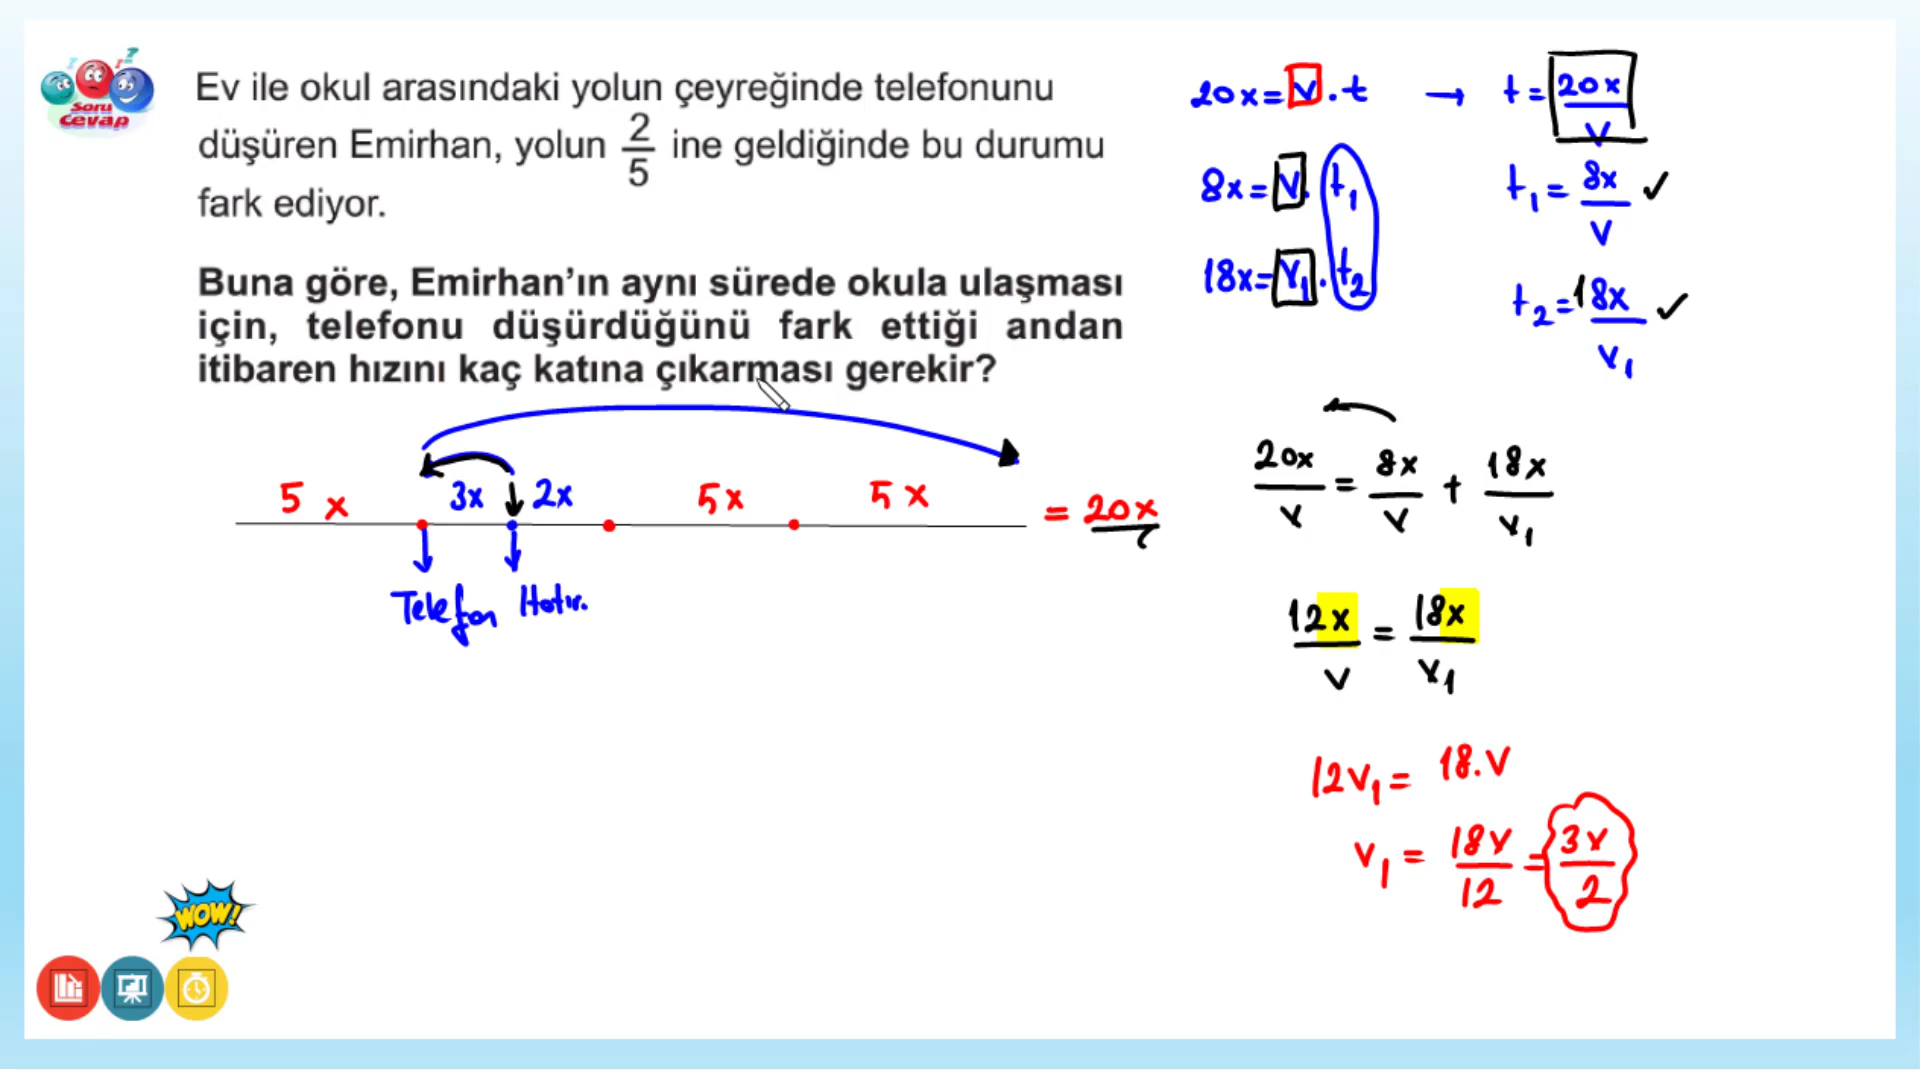 Soru
Cevap
Ev ile okul arasındaki yolun çeyreğinde telefonunu
düşüren Emirhan, yolun 2/5 ine geldiğinde bu durumu
fark ediyor.
Buna göre, Emirhan'ın aynı sürede okula ulaşması
için, telefonu düşürdüğünü fark ettiği andan
itibaren hızını kaç katına çıkarması gerekir?
5 x 3x 2x 5x 5x = 20x
Telefon Hatır.
20x = v . t → t = 20x/v
8x = v . t₁ t₁ = 8x/v ✓
18x = v₁ . t₂ t₂ = 18x/v₁ ✓
20x/v = 8x/v + 18x/v₁
12x/v = 18x/v₁
12v₁ = 18.v
v₁ = 18v/12 = 3v/2
WOW!